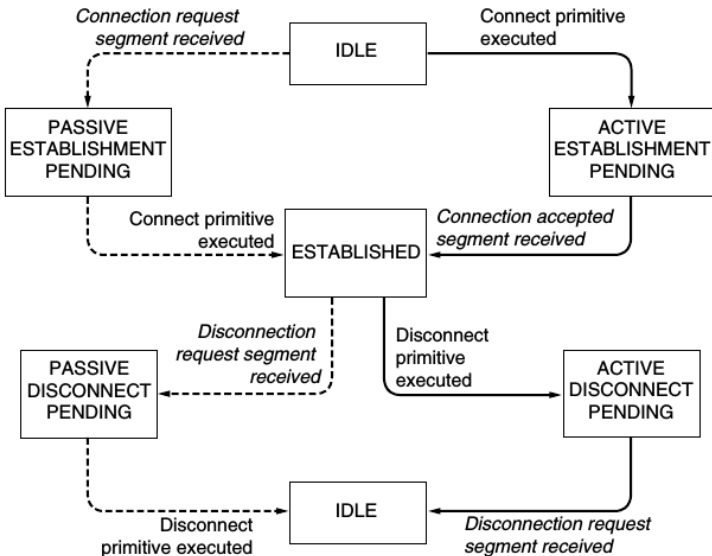 Connection request
segment received
IDLE
Connect primitive
executed
PASSIVE
ESTABLISHMENT
PENDING
ACTIVE
ESTABLISHMENT
PENDING
Connect primitive
executed
ESTABLISHED
Connection accepted
segment received
Disconnection
request segment
received
Disconnect
primitive
executed
PASSIVE
DISCONNECT
PENDING
ACTIVE
DISCONNECT
PENDING
Disconnect
primitive executed
IDLE
Disconnection request
segment received